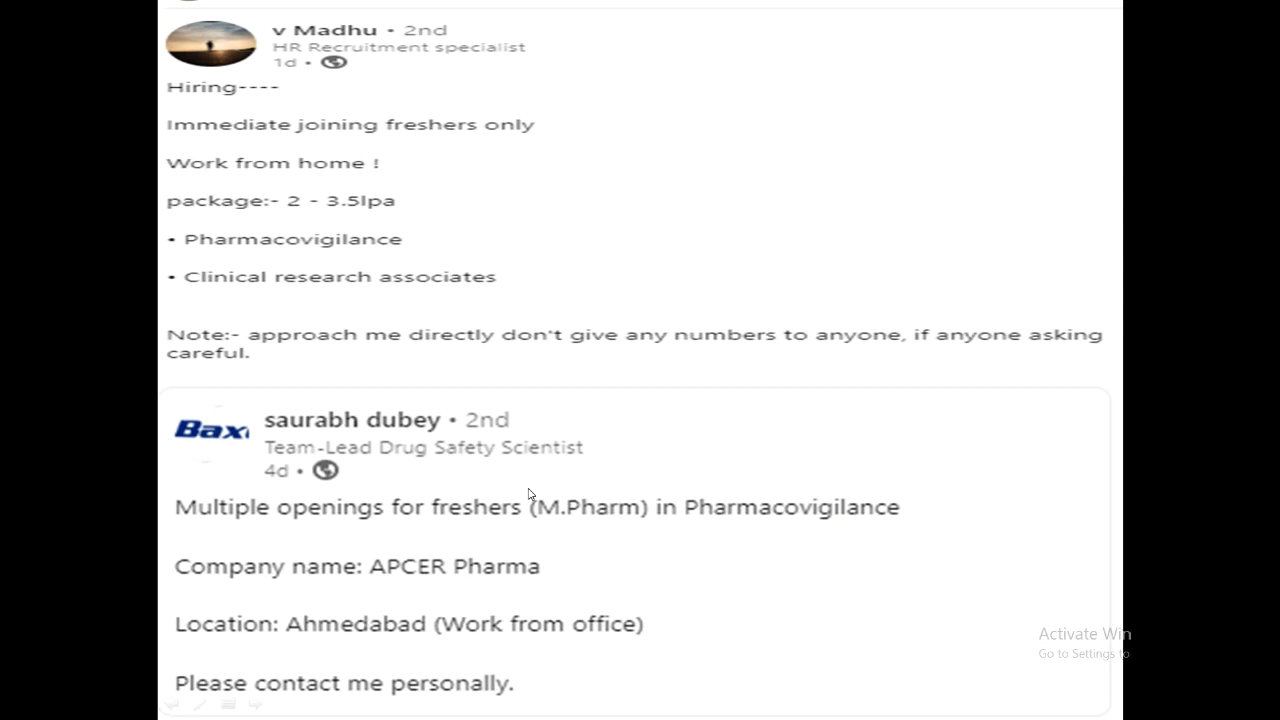 v Madhu • 2nd
HR Recruitment specialist
1d •
Hiring----
Immediate joining freshers only
Work from home !
package:- 2 - 3.5lpa
• Pharmacovigilance
• Clinical research associates
Note:- approach me directly don't give any numbers to anyone, if anyone asking
careful.
Bax
saurabh dubey • 2nd
Team-Lead Drug Safety Scientist
4d •
Multiple openings for freshers (M.Pharm) in Pharmacovigilance
Company name: APCER Pharma
Location: Ahmedabad (Work from office)
Please contact me personally.
Activate Win
Go to Settings to